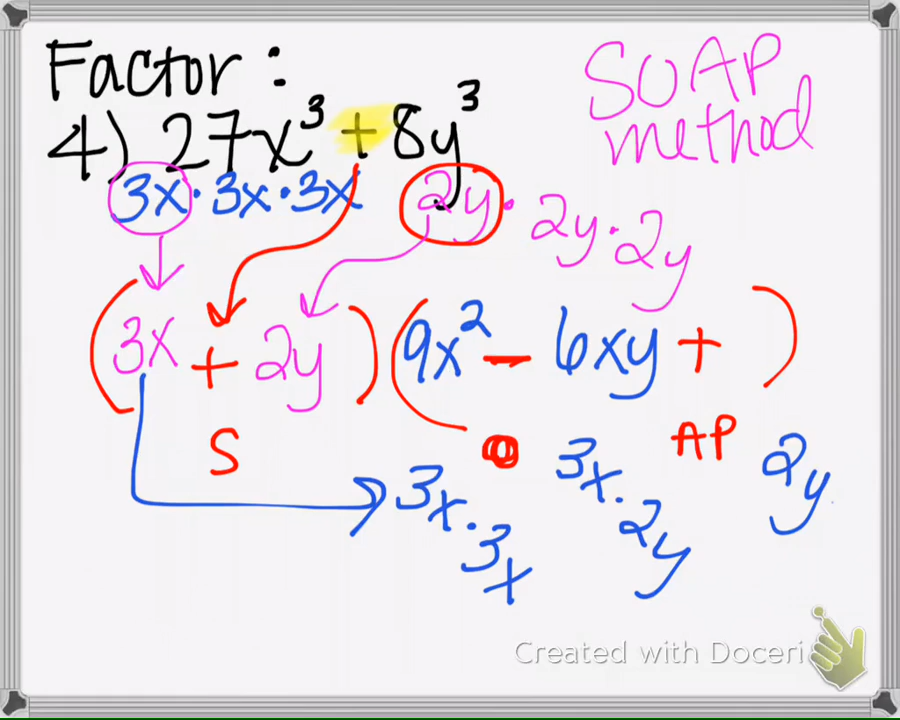 Factor:
SOAP
method
4) 27x³ + 8y³
3x · 3x · 3x 2y · 2y · 2y
(3x + 2y)(9x² - 6xy + )
S O AP
3x · 3x 3x · 2y 2y
Created with Doceri